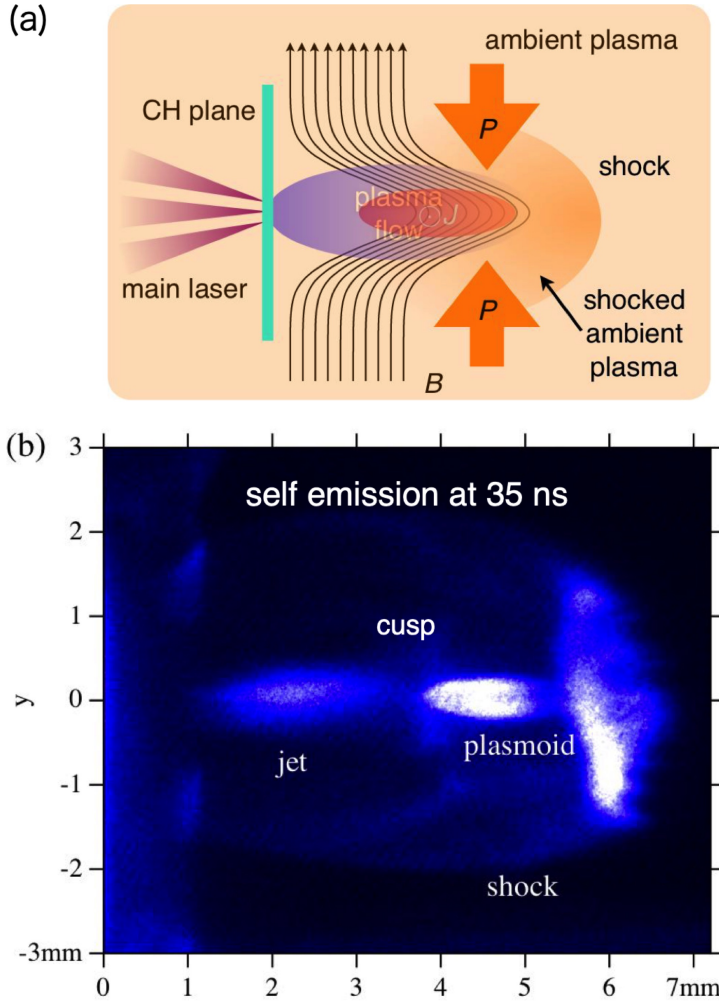 (a)
ambient plasma
CH plane
P
shock
plasma
flow
J
main laser
P
shocked
ambient
plasma
B
(b)
3
self emission at 35 ns
2
1
cusp
y
0
jet
plasmoid
-1
-2
shock
-3mm
0 1 2 3 4 5 6 7mm